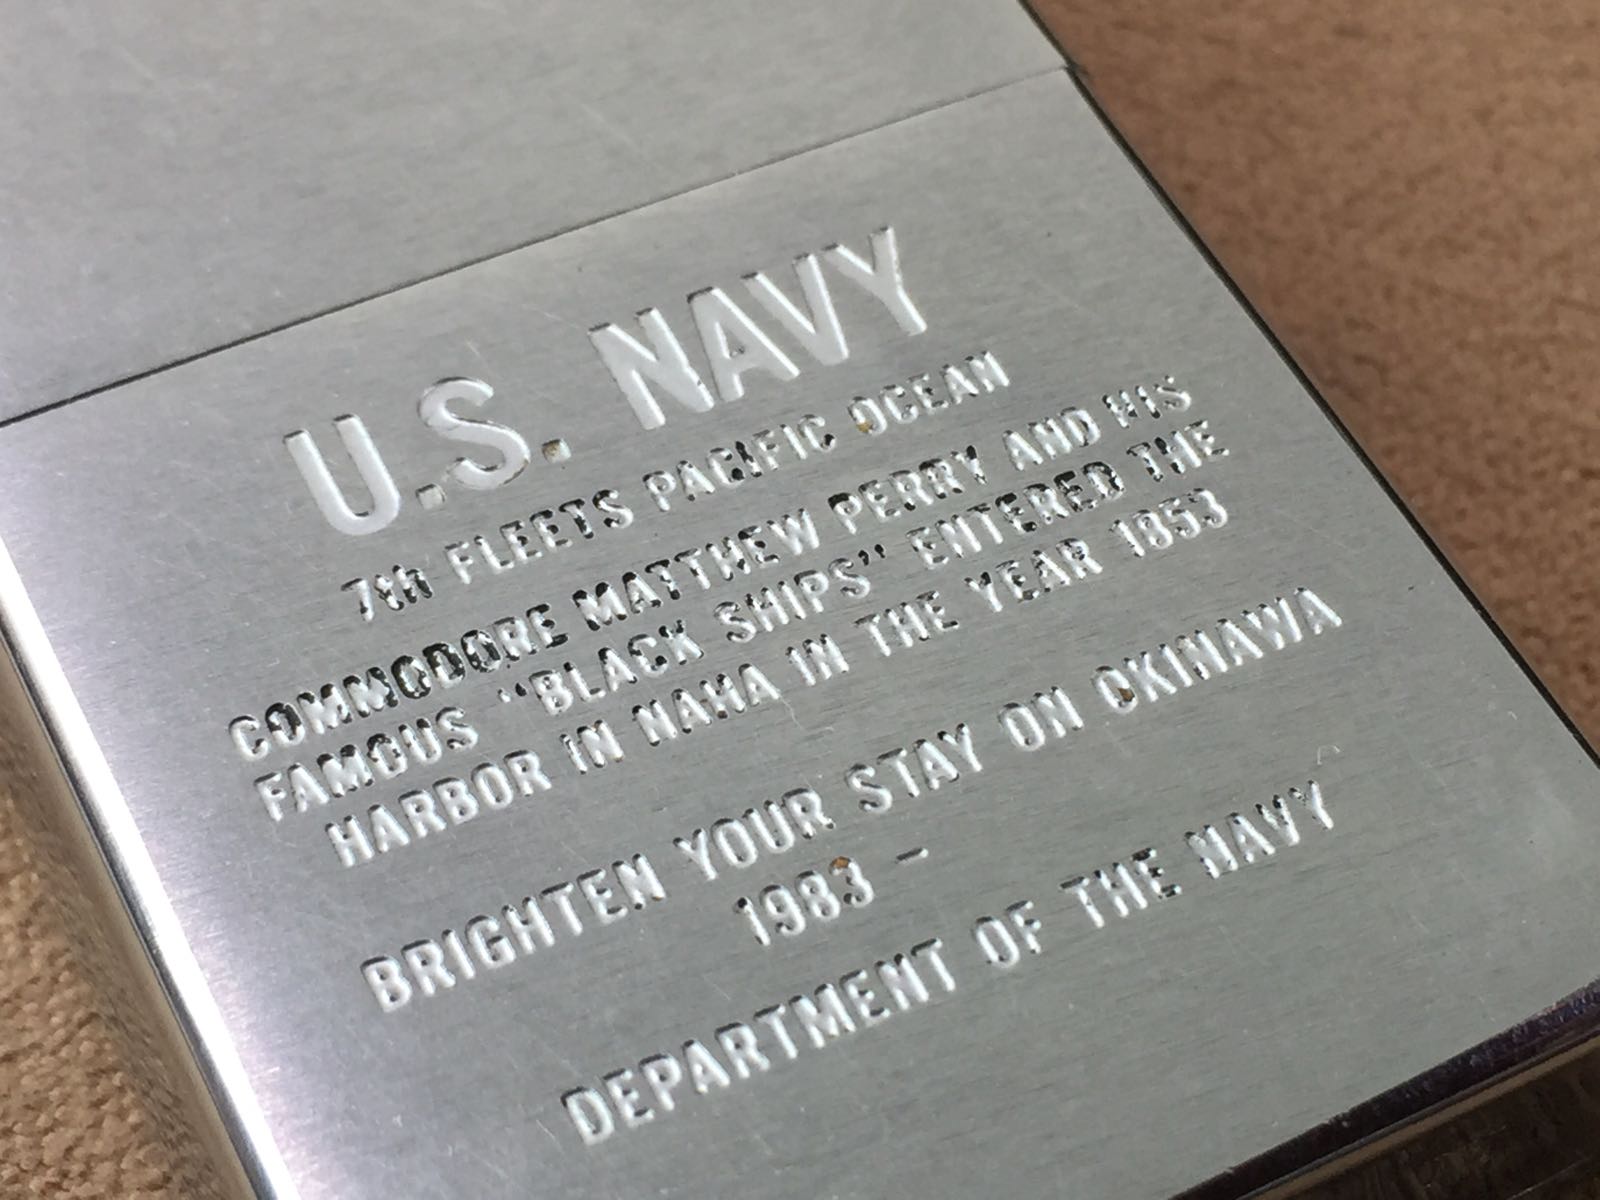 U.S. NAVY
7th FLEETS PACIFIC OCEAN
COMMODORE MATTHEW PERRY AND HIS
FAMOUS "BLACK SHIPS" ENTERED THE
HARBOR IN NAHA IN THE YEAR 1853
BRIGHTEN YOUR STAY ON OKINAWA
1983 -
DEPARTMENT OF THE NAVY